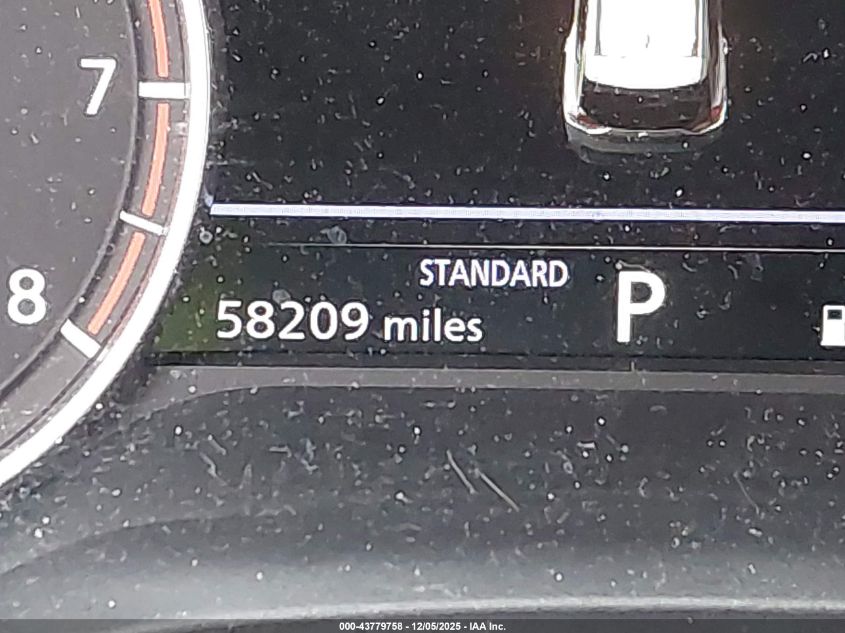 7
8
STANDARD
58209 miles
P
000-43779758 - 12/05/2025 - IAA Inc.